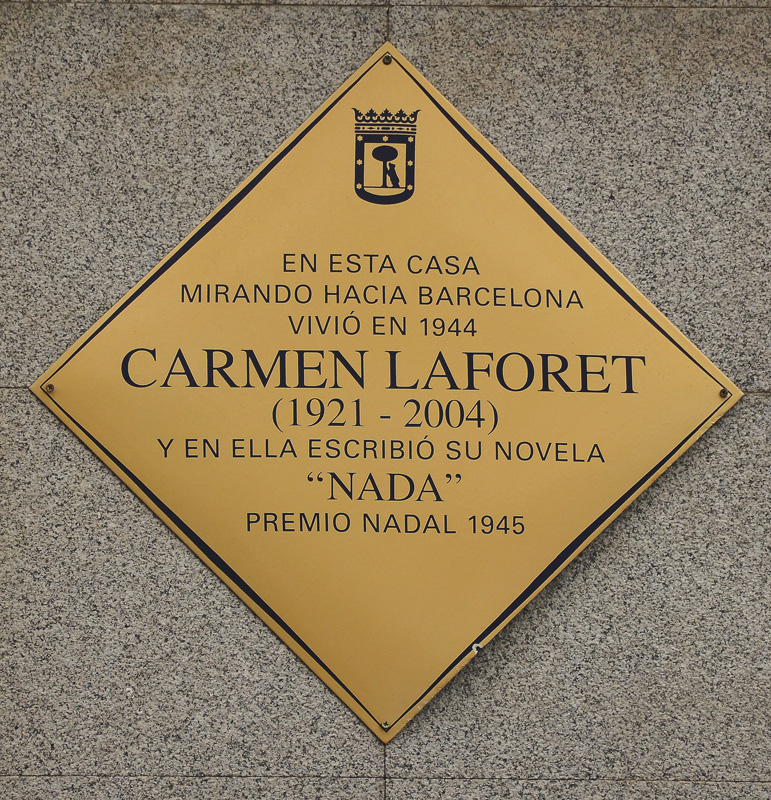 EN ESTA CASA
MIRANDO HACIA BARCELONA
VIVIÓ EN 1944
CARMEN LAFORET
(1921 - 2004)
Y EN ELLA ESCRIBIÓ SU NOVELA
“NADA”
PREMIO NADAL 1945